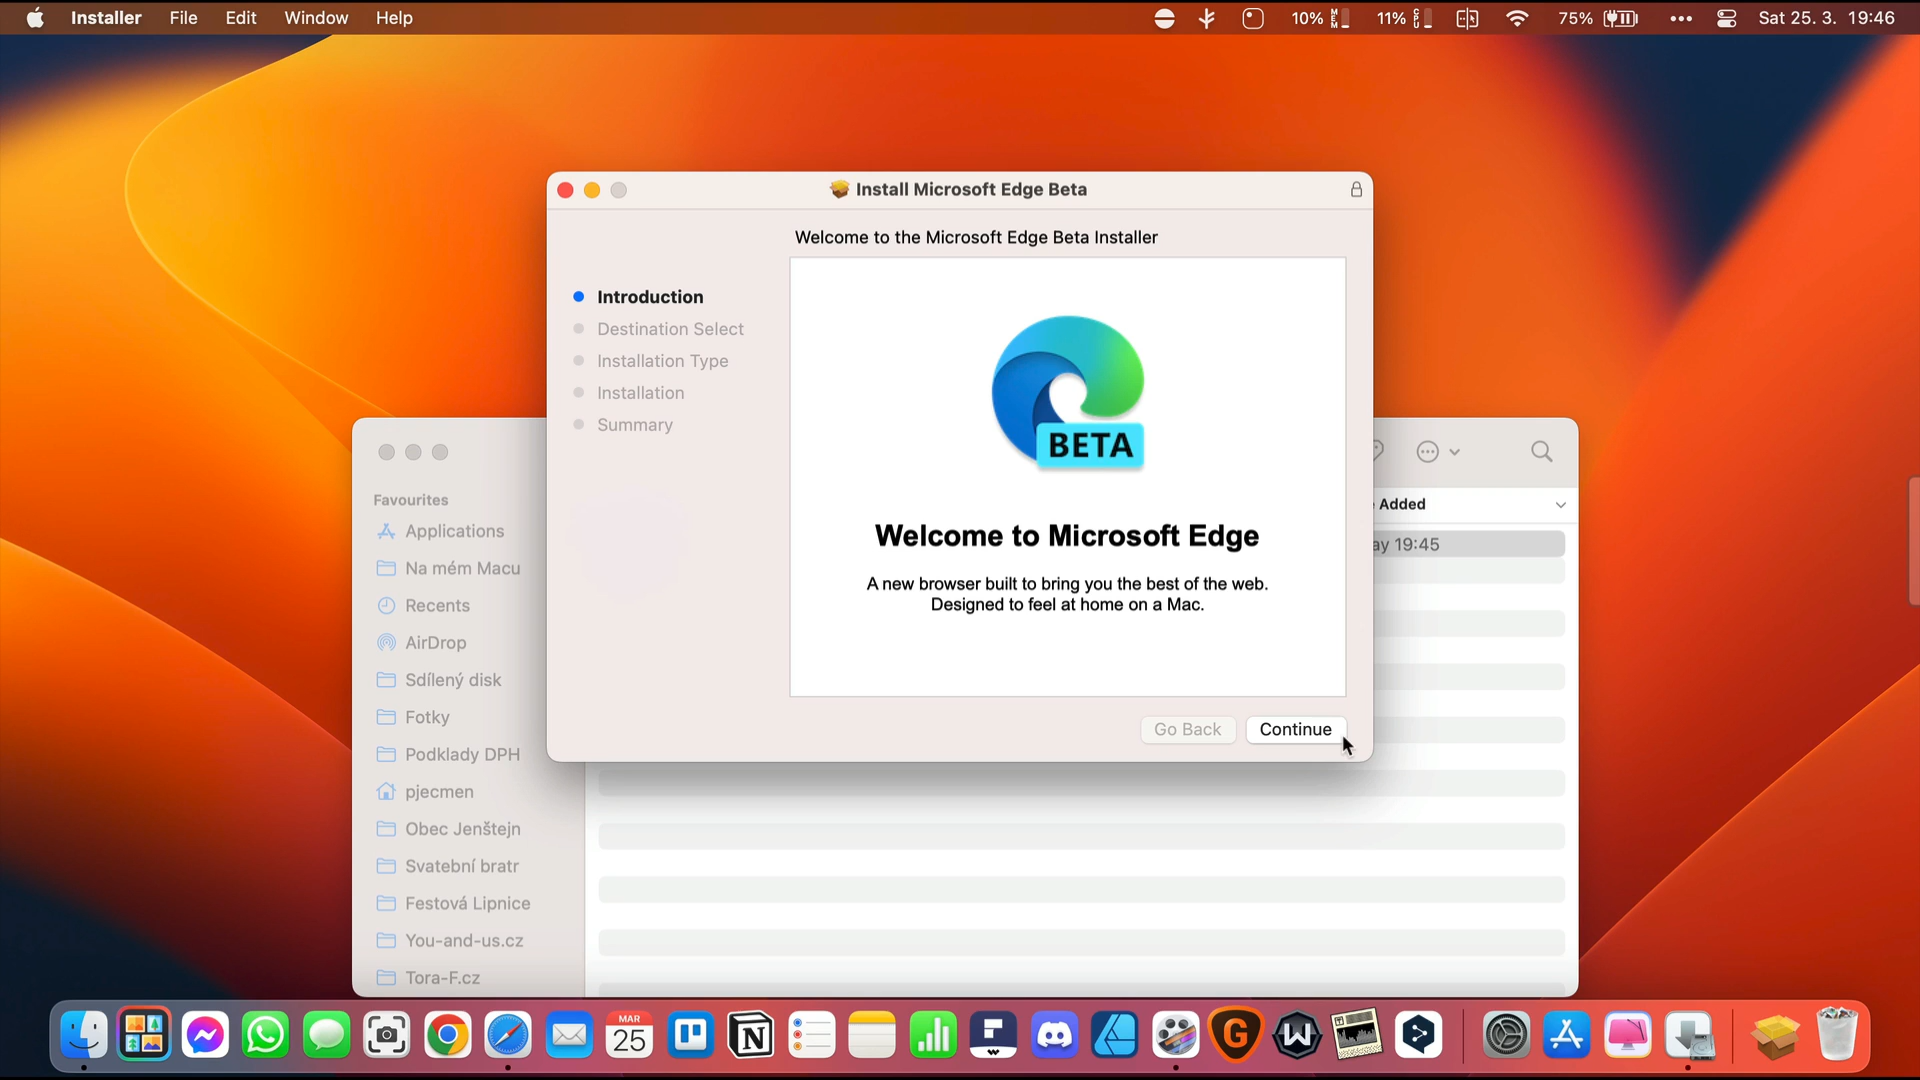 Installer File Edit Window Help
10% MEM 11% CPU 75% Sat 25. 3. 19:46
Install Microsoft Edge Beta
Welcome to the Microsoft Edge Beta Installer
Introduction
Destination Select
Installation Type
Installation
Summary
BETA
Welcome to Microsoft Edge
A new browser built to bring you the best of the web.
Designed to feel at home on a Mac.
Go Back Continue
Favourites
Applications
Na mém Macu
Recents
AirDrop
Sdílený disk
Fotky
Podklady DPH
pjecmen
Obec Jenštejn
Svatební bratr
Festová Lipnice
You-and-us.cz
Tora-F.cz
Added
ay 19:45
MAR
25